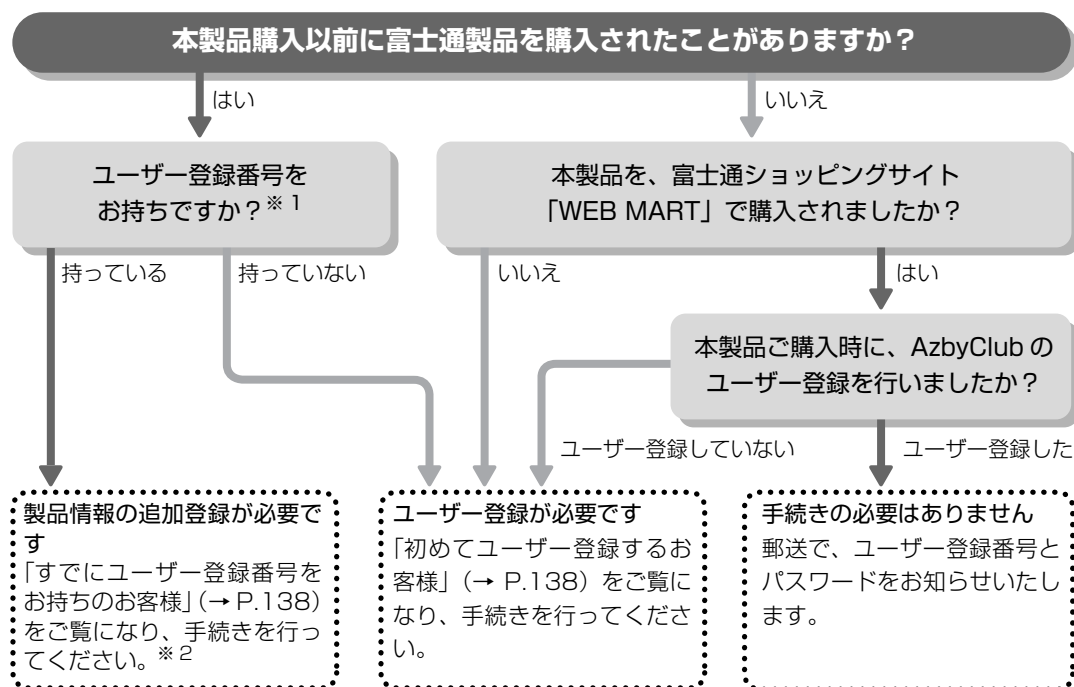 本製品購入以前に富士通製品を購入されたことがありますか？
はい
いいえ
ユーザー登録番号を
お持ちですか？※1
本製品を、富士通ショッピングサイト
「WEB MART」で購入されましたか？
持っている
持っていない
いいえ
はい
本製品ご購入時に、AzbyClub の
ユーザー登録を行いましたか？
ユーザー登録していない
ユーザー登録した
製品情報の追加登録が必要で
す
「すでにユーザー登録番号を
お持ちのお客様」（→ P.138）
をご覧になり、手続きを行っ
てください。※2
ユーザー登録が必要です
「初めてユーザー登録するお
客様」（→ P.138）をご覧に
なり、手続きを行ってくださ
い。
手続きの必要はありません
郵送で、ユーザー登録番号と
パスワードをお知らせいたし
ます。